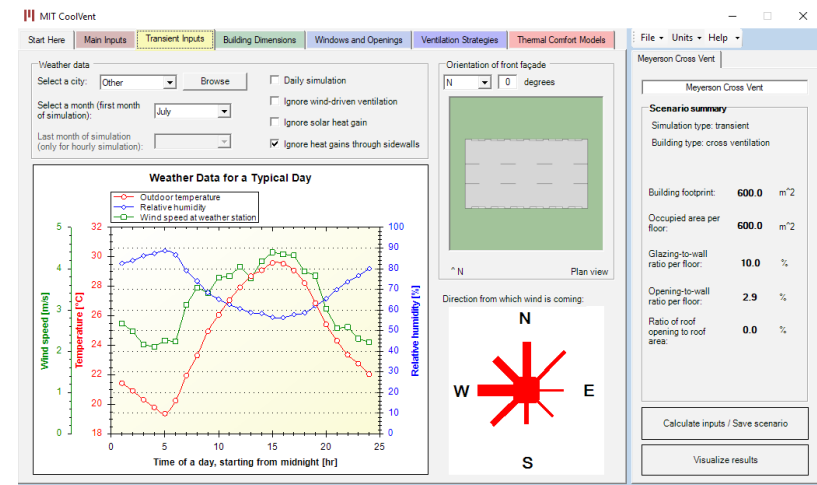 MIT CoolVent
Start Here
Main Inputs
Transient Inputs
Building Dimensions
Windows and Openings
Ventilation Strategies
Thermal Comfort Models
File
Units
Help
Weather data
Select a city:
Other
Browse
Select a month (first month
of simulation):
July
Last month of simulation
(only for hourly simulation):
Daily simulation
Ignore wind-driven ventilation
Ignore solar heat gain
Ignore heat gains through sidewalls
Weather Data for a Typical Day
Outdoor temperature
Relative humidity
Wind speed at weather station
Wind speed [m/s]
5
4
3
2
1
0
Temperature [°C]
32
30
28
26
24
22
20
18
100
90
80
70
60
50
40
30
20
10
0
Relative humidity [%]
0
5
10
15
20
25
Time of a day, starting from midnight [hr]
Orientation of front façade
N
0
degrees
^ N
Plan view
Direction from which wind is coming:
N
W
E
S
Meyerson Cross Vent
Meyerson Cross Vent
Scenario summary
Simulation type: transient
Building type: cross ventilation
Building footprint: 600.0 m^2
Occupied area per
floor: 600.0 m^2
Glazing-to-wall
ratio per floor: 10.0 %
Opening-to-wall
ratio per floor: 2.9 %
Ratio of roof
opening to roof
area: 0.0 %
Calculate inputs / Save scenario
Visualize results